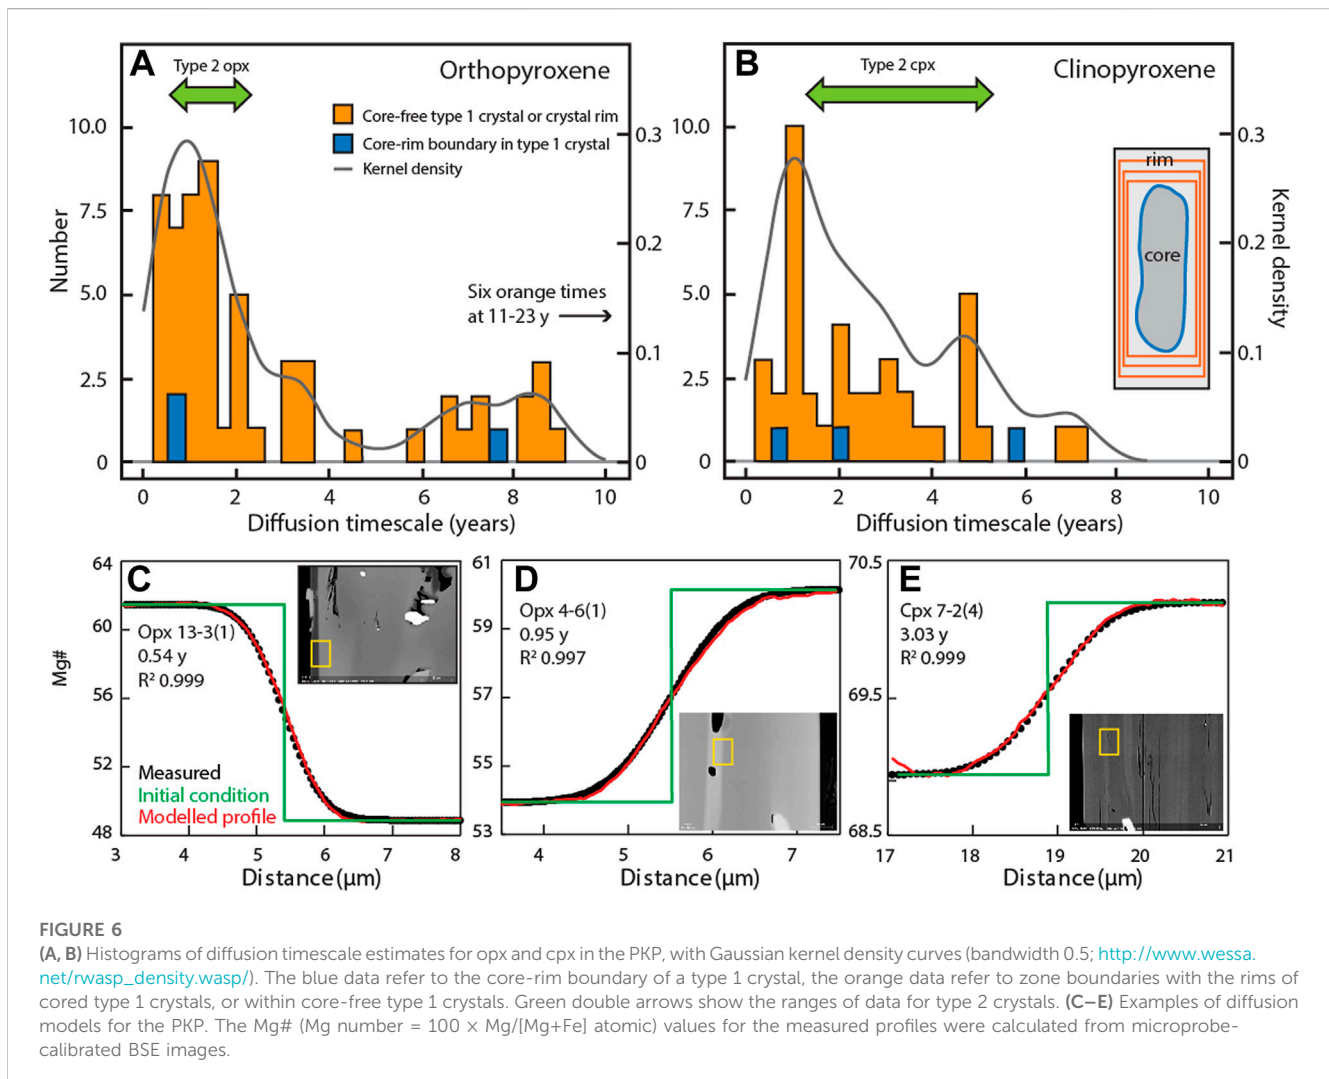 A
Type 2 opx
Orthopyroxene
Core-free type 1 crystal or crystal rim
Core-rim boundary in type 1 crystal
Kernel density
Number
10.0
7.5
5.0
2.5
0
0.3
0.2
0.1
0
Six orange times
at 11-23 y
0 2 4 6 8 10
Diffusion timescale (years)
B
Type 2 cpx
Clinopyroxene
10.0
7.5
5.0
2.5
0
rim
core
0.3
0.2
0.1
0
Kernel density
0 2 4 6 8 10
Diffusion timescale (years)
C
Mg#
64
60
56
52
48
Opx 13-3(1)
0.54 y
R² 0.999
Measured
Initial condition
Modelled profile
3 4 5 6 7 8
Distance (μm)
D
61
59
57
55
53
Opx 4-6(1)
0.95 y
R² 0.997
4 5 6 7
Distance (μm)
E
70.5
69.5
68.5
Cpx 7-2(4)
3.03 y
R² 0.999
17 18 19 20 21
Distance (μm)
FIGURE 6
(A, B) Histograms of diffusion timescale estimates for opx and cpx in the PKP, with Gaussian kernel density curves (bandwidth 0.5; http://www.wessa.
net/rwasp_density.wasp/). The blue data refer to the core-rim boundary of a type 1 crystal, the orange data refer to zone boundaries with the rims of
cored type 1 crystals, or within core-free type 1 crystals. Green double arrows show the ranges of data for type 2 crystals. (C–E) Examples of diffusion
models for the PKP. The Mg# (Mg number = 100 × Mg/[Mg+Fe] atomic) values for the measured profiles were calculated from microprobe-
calibrated BSE images.